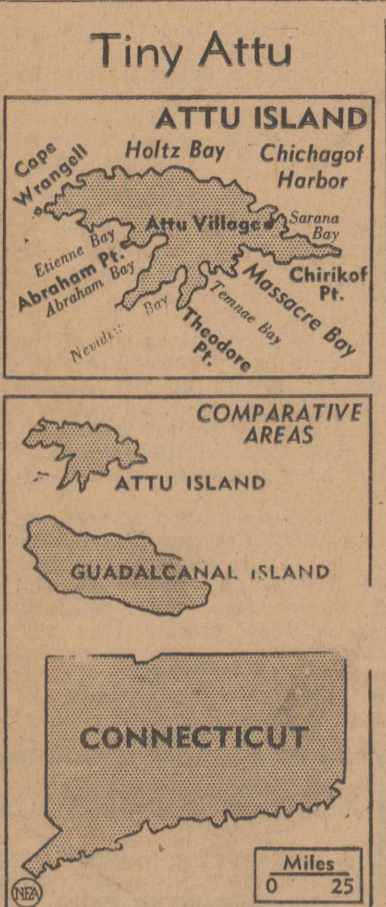 Tiny Attu
ATTU ISLAND
Cape
Wrangell
Holtz Bay
Chichagof
Harbor
Attu Village
Sarana
Bay
Etienne Bay
Abraham Pt.
Abraham Bay
Chirikof
Pt.
Massacre Bay
Temnae Bay
Theodore
Pt.
Bay
COMPARATIVE
AREAS
ATTU ISLAND
GUADALCANAL ISLAND
CONNECTICUT
Miles
0 25
NEA